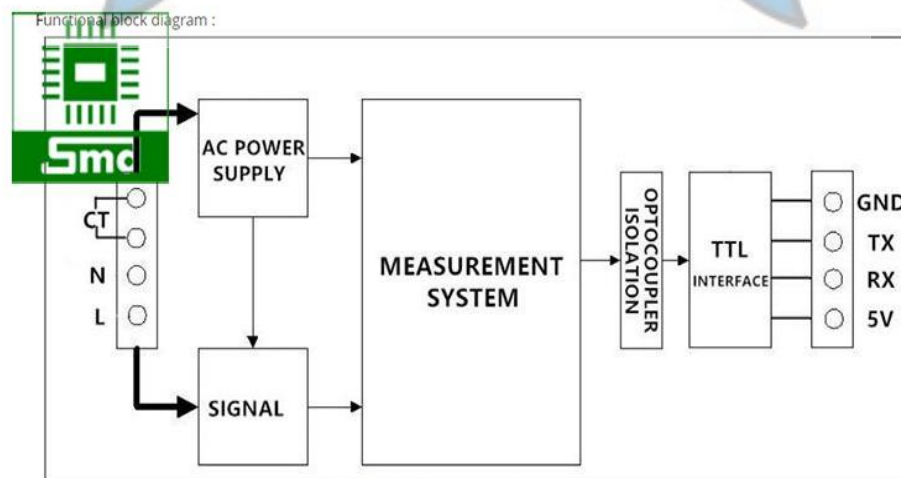 Functional block diagram :
Smd
AC POWER
SUPPLY
CT
N
L
SIGNAL
MEASUREMENT
SYSTEM
OPTOCOUPLER
ISOLATION
TTL
INTERFACE
GND
TX
RX
5V